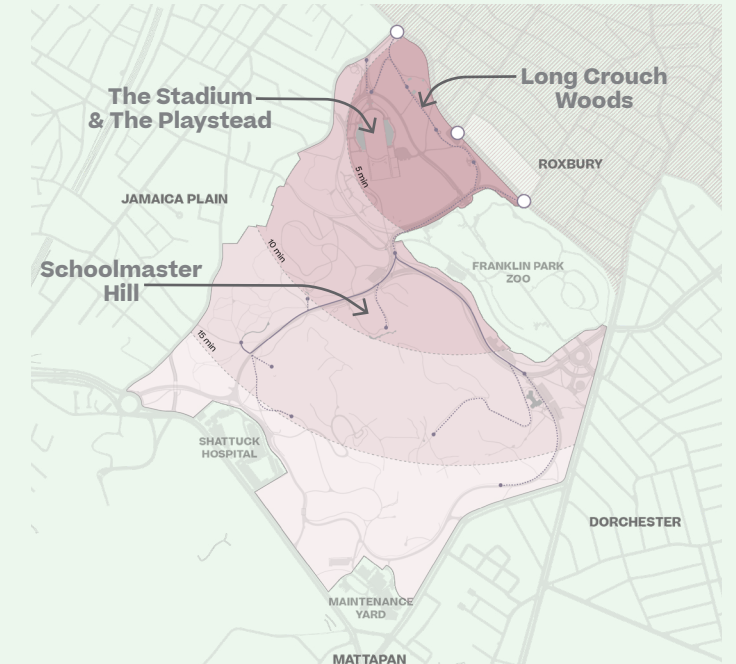 The Stadium
& The Playstead
Long Crouch
Woods
ROXBURY
5 min
JAMAICA PLAIN
10 min
Schoolmaster
Hill
FRANKLIN PARK
ZOO
15 min
SHATTUCK
HOSPITAL
DORCHESTER
MAINTENANCE
YARD
MATTAPAN